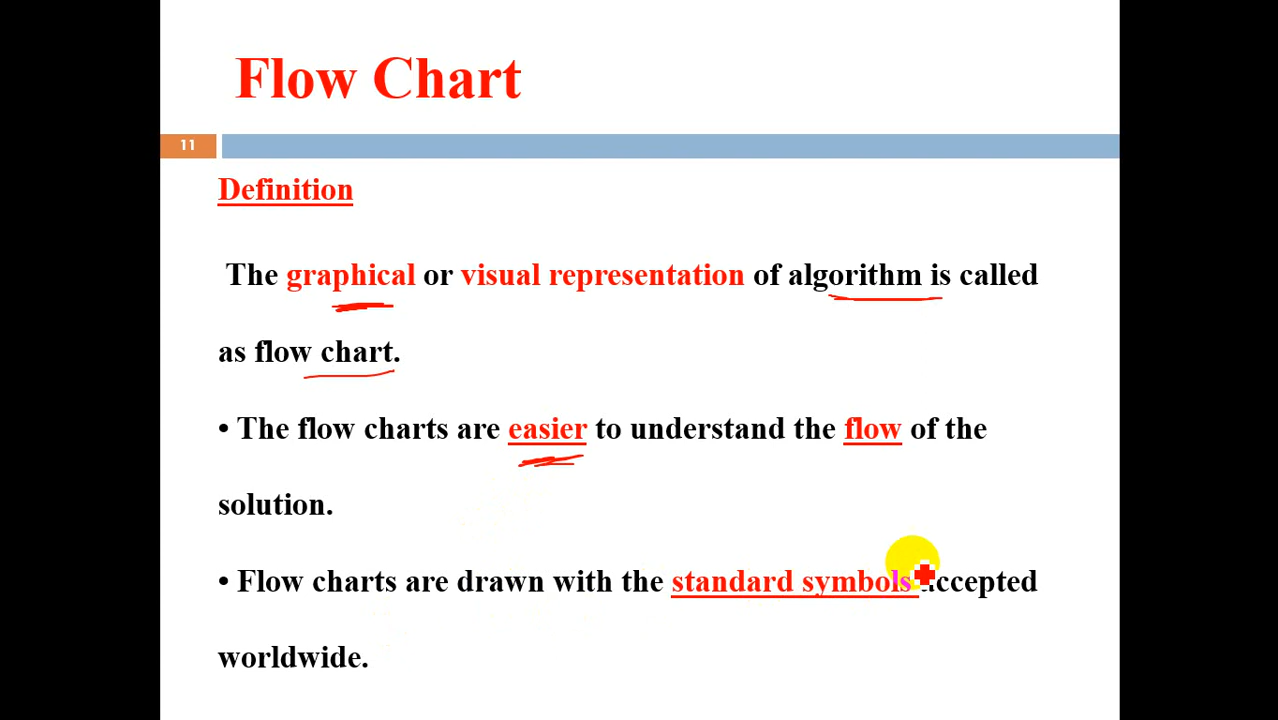 Flow Chart
11
Definition
The graphical or visual representation of algorithm is called
as flow chart.
• The flow charts are easier to understand the flow of the
solution.
• Flow charts are drawn with the standard symbols accepted
worldwide.